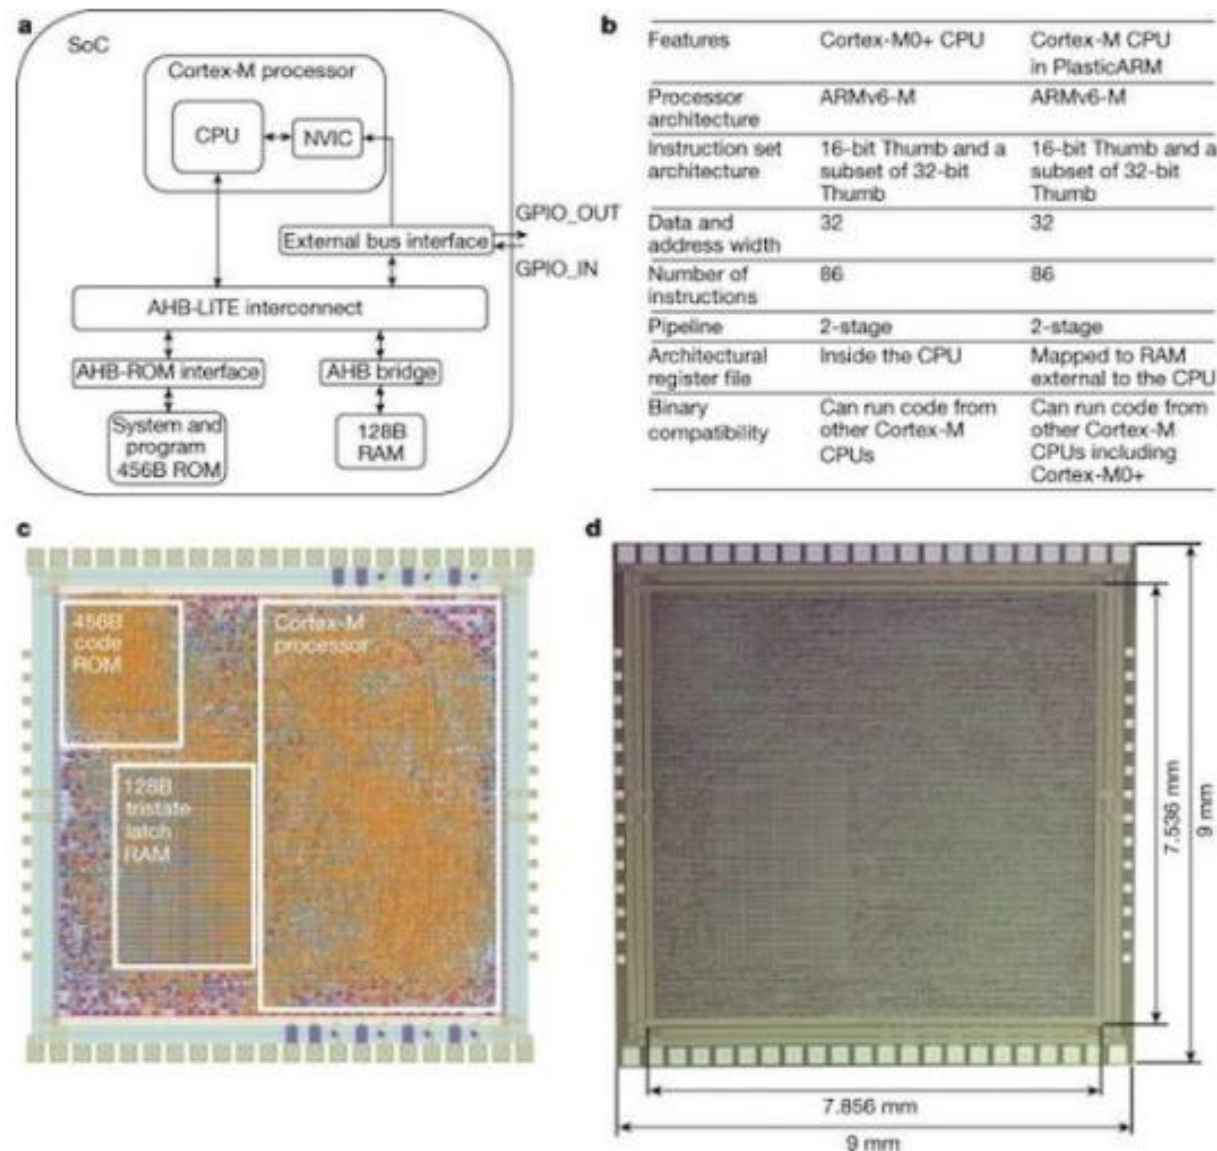 a
SoC
Cortex-M processor
CPU
NVIC
GPIO_OUT
External bus interface
GPIO_IN
AHB-LITE interconnect
AHB-ROM interface
AHB bridge
System and
program
456B ROM
128B
RAM
b
Features Cortex-M0+ CPU Cortex-M CPU
in PlasticARM
Processor ARMv6-M ARMv6-M
architecture
Instruction set 16-bit Thumb and a 16-bit Thumb and a
architecture subset of 32-bit subset of 32-bit
Thumb Thumb
Data and 32 32
address width
Number of 86 86
instructions
Pipeline 2-stage 2-stage
Architectural Inside the CPU Mapped to RAM
register file external to the CPU
Binary Can run code from Can run code from
compatibility other Cortex-M other Cortex-M
CPUs CPUs including
Cortex-M0+
c
456B
code
ROM
Cortex-M
processor
128B
tristate
latch
RAM
d
7.536 mm
9 mm
7.856 mm
9 mm